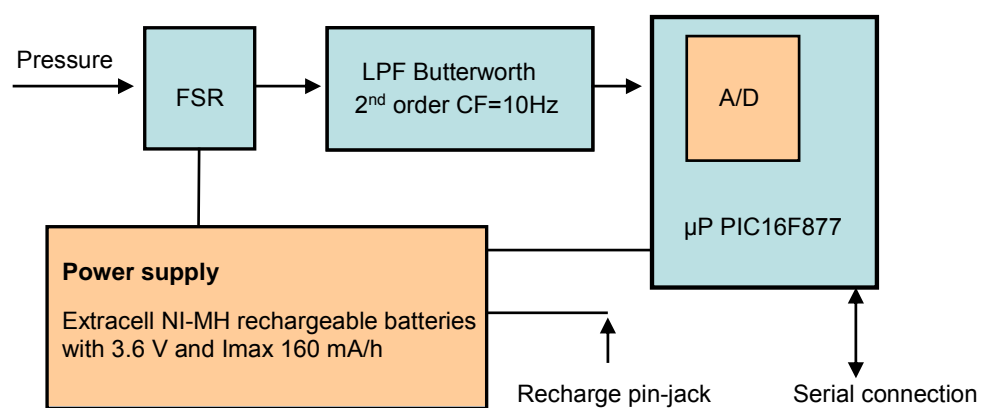 Pressure
FSR
LPF Butterworth
2nd order CF=10Hz
A/D
µP PIC16F877
Power supply
Extracell NI-MH rechargeable batteries
with 3.6 V and Imax 160 mA/h
Recharge pin-jack
Serial connection